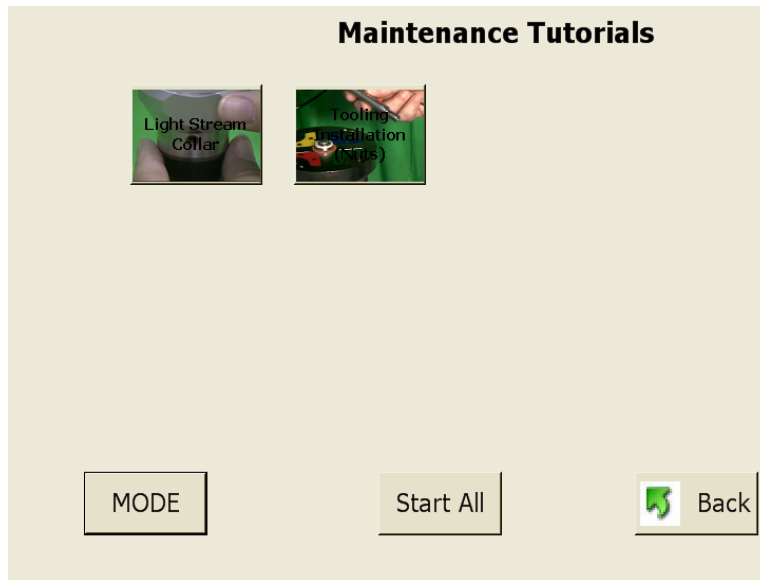 Maintenance Tutorials
Light Stream
Collar
Tooling
Installation
(Nuts)
MODE
Start All
Back